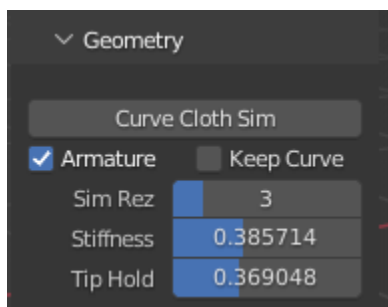 Geometry
Curve Cloth Sim
Armature Keep Curve
Sim Rez 3
Stiffness 0.385714
Tip Hold 0.369048